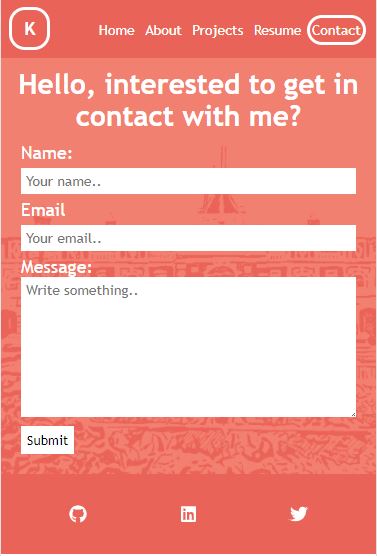 K
Home About Projects Resume Contact
Hello, interested to get in
contact with me?
Name:
Your name..
Email
Your email..
Message:
Write something..
Submit